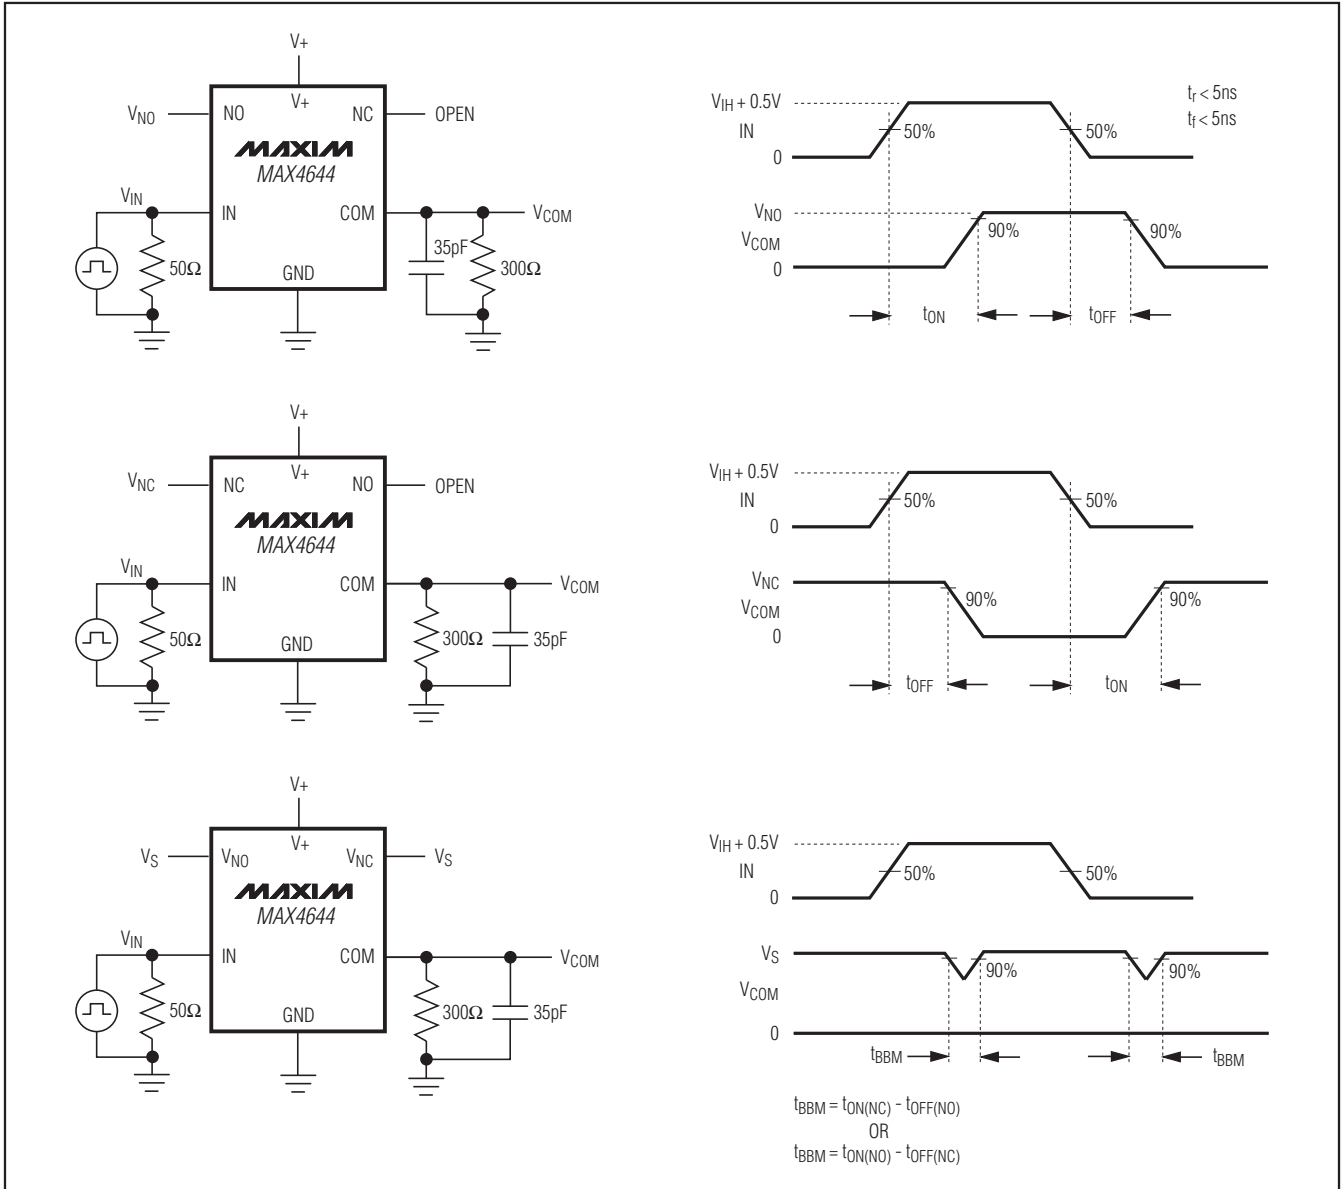 V+
V+
VNO
NO
NC
OPEN
MAXIM
MAX4644
VIN
IN
COM
VCOM
50Ω
35pF
300Ω
GND
VIH + 0.5V
IN
0
50%
50%
tr < 5ns
tf < 5ns
VNO
VCOM
0
90%
90%
tON
tOFF
V+
V+
VNC
NC
NO
OPEN
MAXIM
MAX4644
VIN
IN
COM
VCOM
50Ω
300Ω
35pF
GND
VIH + 0.5V
IN
0
50%
50%
VNC
VCOM
0
90%
90%
tOFF
tON
V+
V+
VS
VNO
VNC
VS
MAXIM
MAX4644
VIN
IN
COM
VCOM
50Ω
300Ω
35pF
GND
VIH + 0.5V
IN
0
50%
50%
VS
VCOM
0
90%
90%
tBBM
tBBM
tBBM = tON(NC) - tOFF(NO)
OR
tBBM = tON(NO) - tOFF(NC)